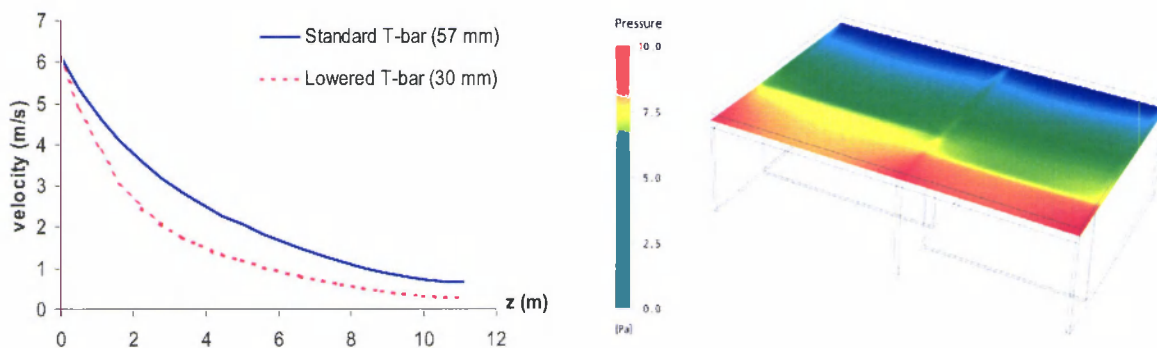 7
6
5
4
3
2
1
0
velocity (m/s)
Standard T-bar (57 mm)
Lowered T-bar (30 mm)
z (m)
0 2 4 6 8 10 12
Pressure
10.0
7.5
5.0
2.5
0.0
[Pa]